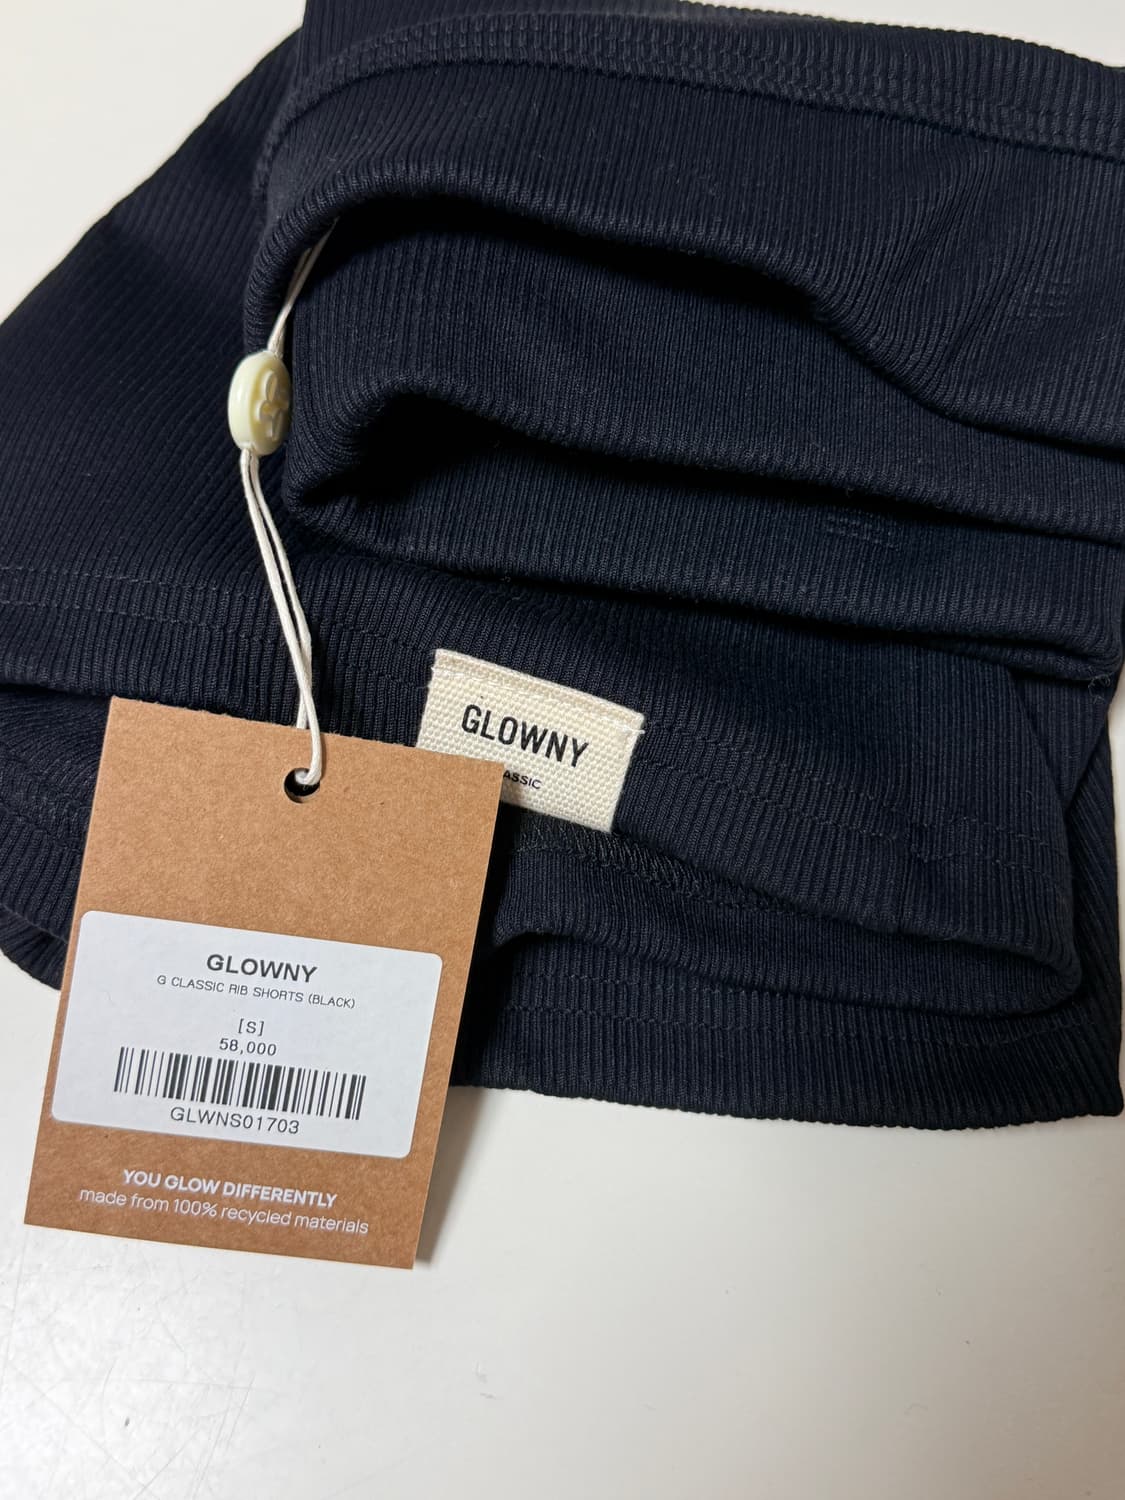 GLOWNY
ASSIC
GLOWNY
G CLASSIC RIB SHORTS (BLACK)
[S]
58,000
GLWNS01703
YOU GLOW DIFFERENTLY
made from 100% recycled materials